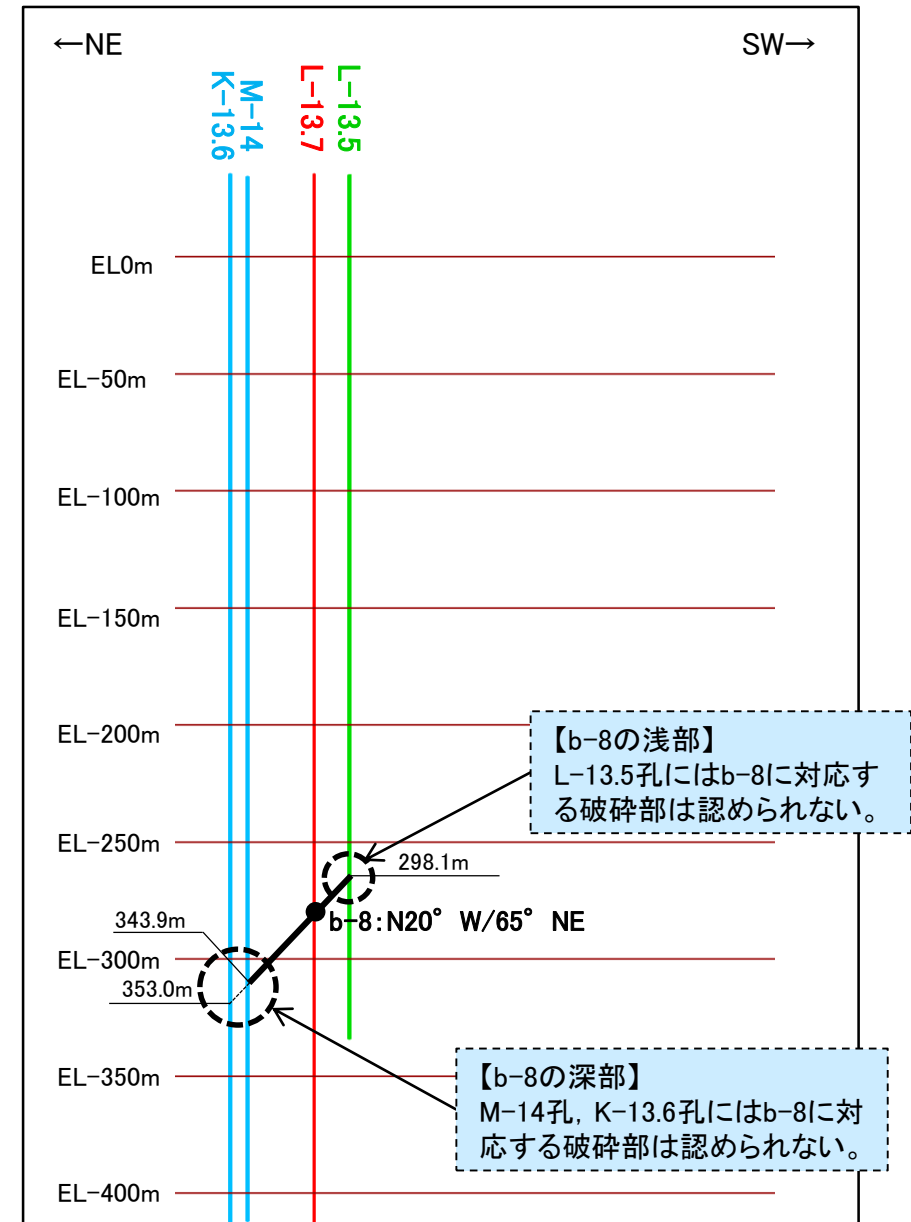 ←NE
SW→
K-13.6
M-14
L-13.7
L-13.5
EL0m
EL-50m
EL-100m
EL-150m
EL-200m
【b-8の浅部】
L-13.5孔にはb-8に対応す
る破砕部は認められない。
EL-250m
298.1m
b-8:N20° W/65° NE
343.9m
EL-300m
353.0m
EL-350m
【b-8の深部】
M-14孔, K-13.6孔にはb-8に対
応する破砕部は認められない。
EL-400m